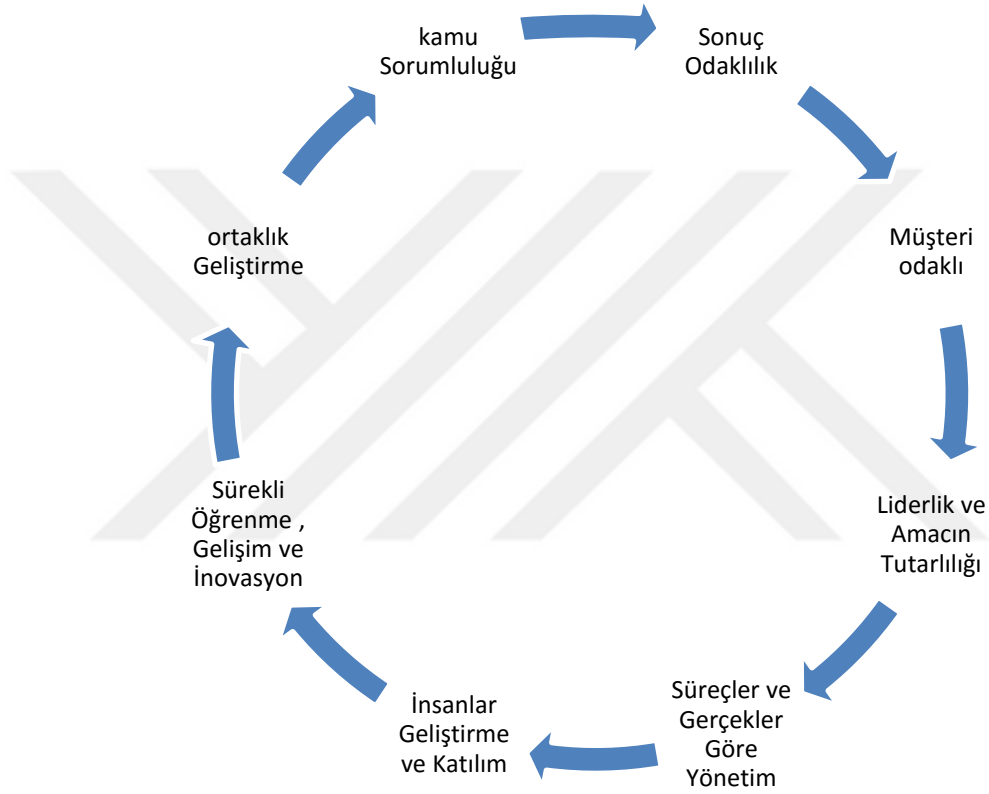 kamu
Sorumluluğu
Sonuç
Odaklılık
Müşteri
odaklı
Liderlik ve
Amacın
Tutarlılığı
Süreçler ve
Gerçekler
Göre
Yönetim
İnsanlar
Geliştirme
ve Katılım
Sürekli
Öğrenme ,
Gelişim ve
İnovasyon
ortaklık
Geliştirme